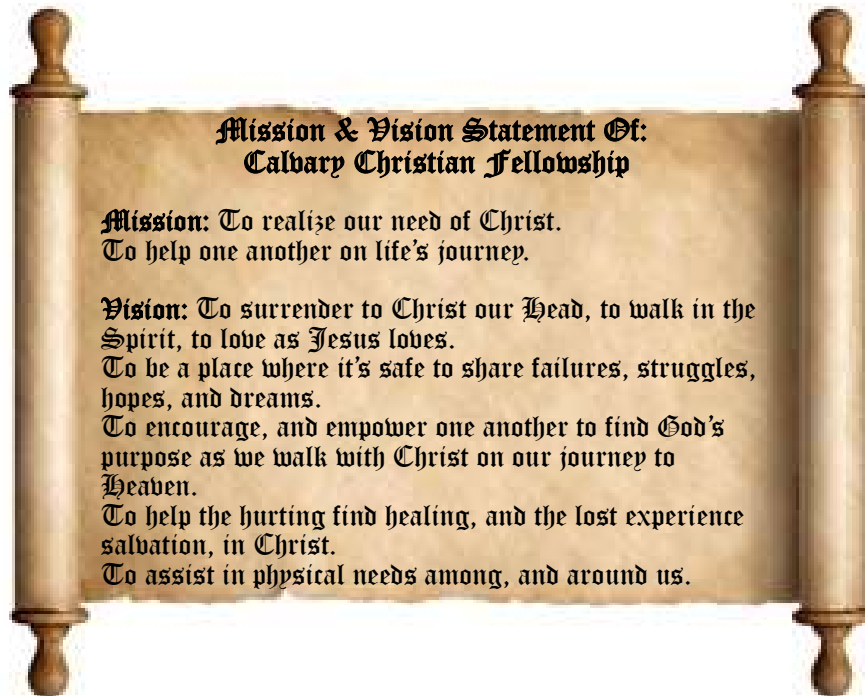 Mission & Vision Statement Of:
Calvary Christian Fellowship
Mission: To realize our need of Christ.
To help one another on life's journey.
Vision: To surrender to Christ our Head, to walk in the
Spirit, to love as Jesus loves.
To be a place where it's safe to share failures, struggles,
hopes, and dreams.
To encourage, and empower one another to find God's
purpose as we walk with Christ on our journey to
Heaven.
To help the hurting find healing, and the lost experience
salvation, in Christ.
To assist in physical needs among, and around us.